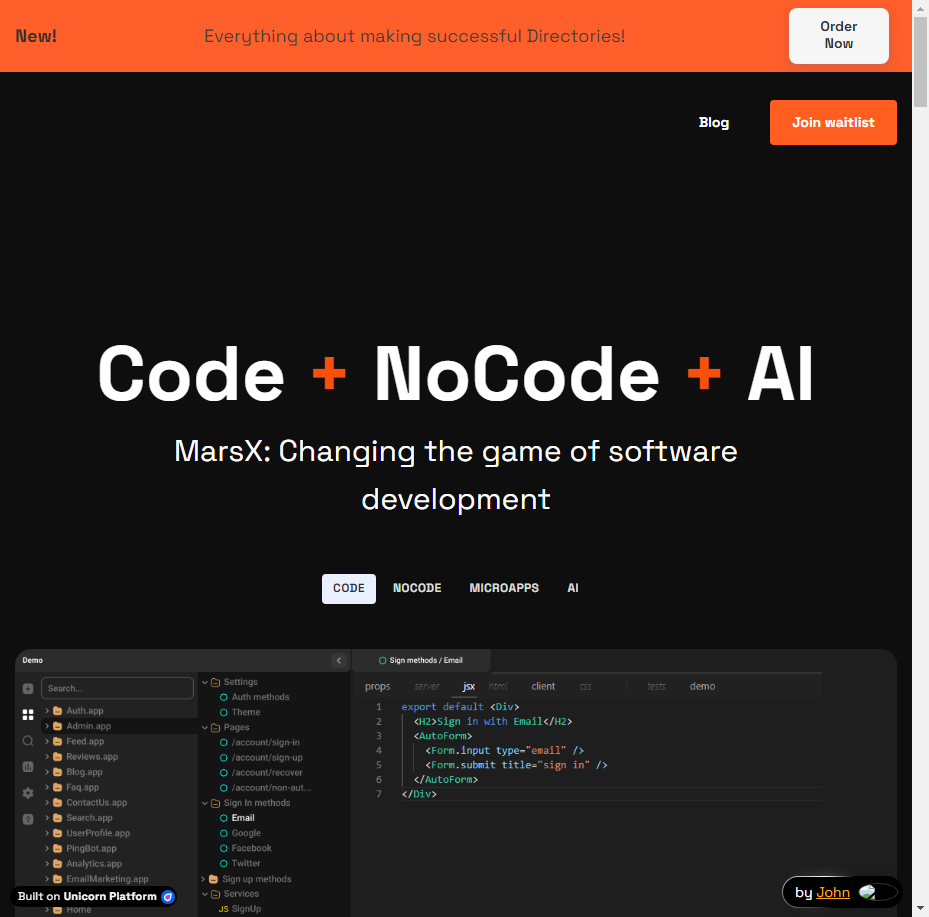 New!
Everything about making successful Directories!
Order
Now
Blog
Join waitlist
Code + NoCode + AI
MarsX: Changing the game of software
development
CODE
NOCODE
MICROAPPS
AI
Demo
Search...
Auth.app
Admin.app
Feed.app
Reviews.app
Blog.app
Faq.app
ContactUs.app
Search.app
UserProfile.app
PingBot.app
Analytics.app
EmailMarketing.app
Home
Settings
Auth methods
Theme
Pages
/account/sign-in
/account/sign-up
/account/recover
/account/non-aut...
Sign In methods
Email
Google
Facebook
Twitter
Sign up methods
Services
JS SignUp
Sign methods / Email
props server jsx html client css tests demo
1 export default <Div>
2 <H2>Sign in with Email</H2>
3 <AutoForm>
4 <Form.input type="email" />
5 <Form.submit title="sign in" />
6 </AutoForm>
7 </Div>
Built on Unicorn Platform
by John